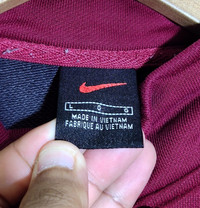 L G G
MADE IN VIETNAM
FABRIQUE AU VIETNAM